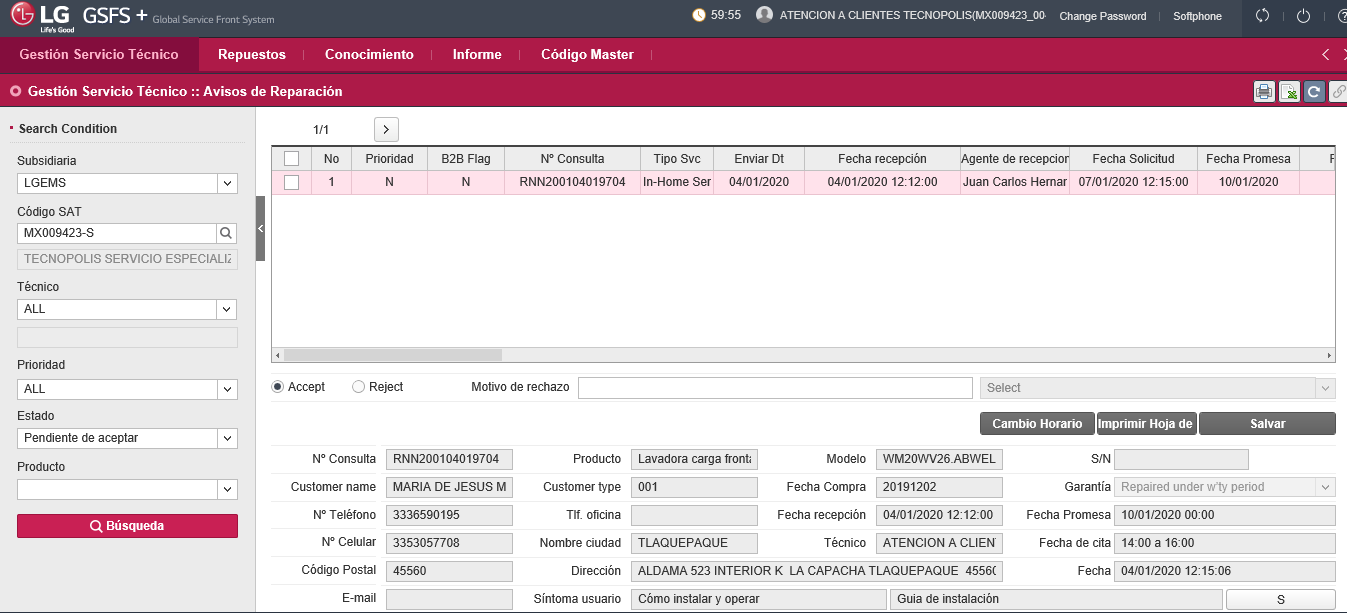 LG GSFS + Global Service Front System 59:55 ATENCION A CLIENTES TECNOPOLIS(MX009423_00- Change Password Softphone
Life's Good
Gestión Servicio Técnico Repuestos Conocimiento Informe Código Master
Gestión Servicio Técnico :: Avisos de Reparación
Search Condition
Subsidiaria
LGEMS
Código SAT
MX009423-S
TECNOPOLIS SERVICIO ESPECIALIZ
Técnico
ALL
Prioridad
ALL
Estado
Pendiente de aceptar
Producto
Búsqueda
1/1 >
No Prioridad B2B Flag Nº Consulta Tipo Svc Enviar Dt Fecha recepción Agente de recepcion Fecha Solicitud Fecha Promesa F
1 N N RNN200104019704 In-Home Ser 04/01/2020 04/01/2020 12:12:00 Juan Carlos Hernar 07/01/2020 12:15:00 10/01/2020
Accept Reject Motivo de rechazo Select
Cambio Horario Imprimir Hoja de Salvar
Nº Consulta RNN200104019704 Producto Lavadora carga fronta Modelo WM20WV26.ABWEL S/N
Customer name MARIA DE JESUS M Customer type 001 Fecha Compra 20191202 Garantía Repaired under w'ty period
Nº Teléfono 3336590195 Tlf. oficina Fecha recepción 04/01/2020 12:12:00 Fecha Promesa 10/01/2020 00:00
Nº Celular 3353057708 Nombre ciudad TLAQUEPAQUE Técnico ATENCION A CLIEN Fecha de cita 14:00 a 16:00
Código Postal 45560 Dirección ALDAMA 523 INTERIOR K LA CAPACHA TLAQUEPAQUE 45560 Fecha 04/01/2020 12:15:06
E-mail Síntoma usuario Cómo instalar y operar Guia de instalación S